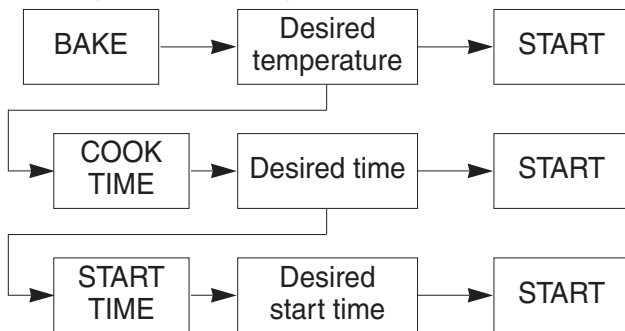 BAKE
Desired
temperature
START
COOK
TIME
Desired time
START
START
TIME
Desired
start time
START